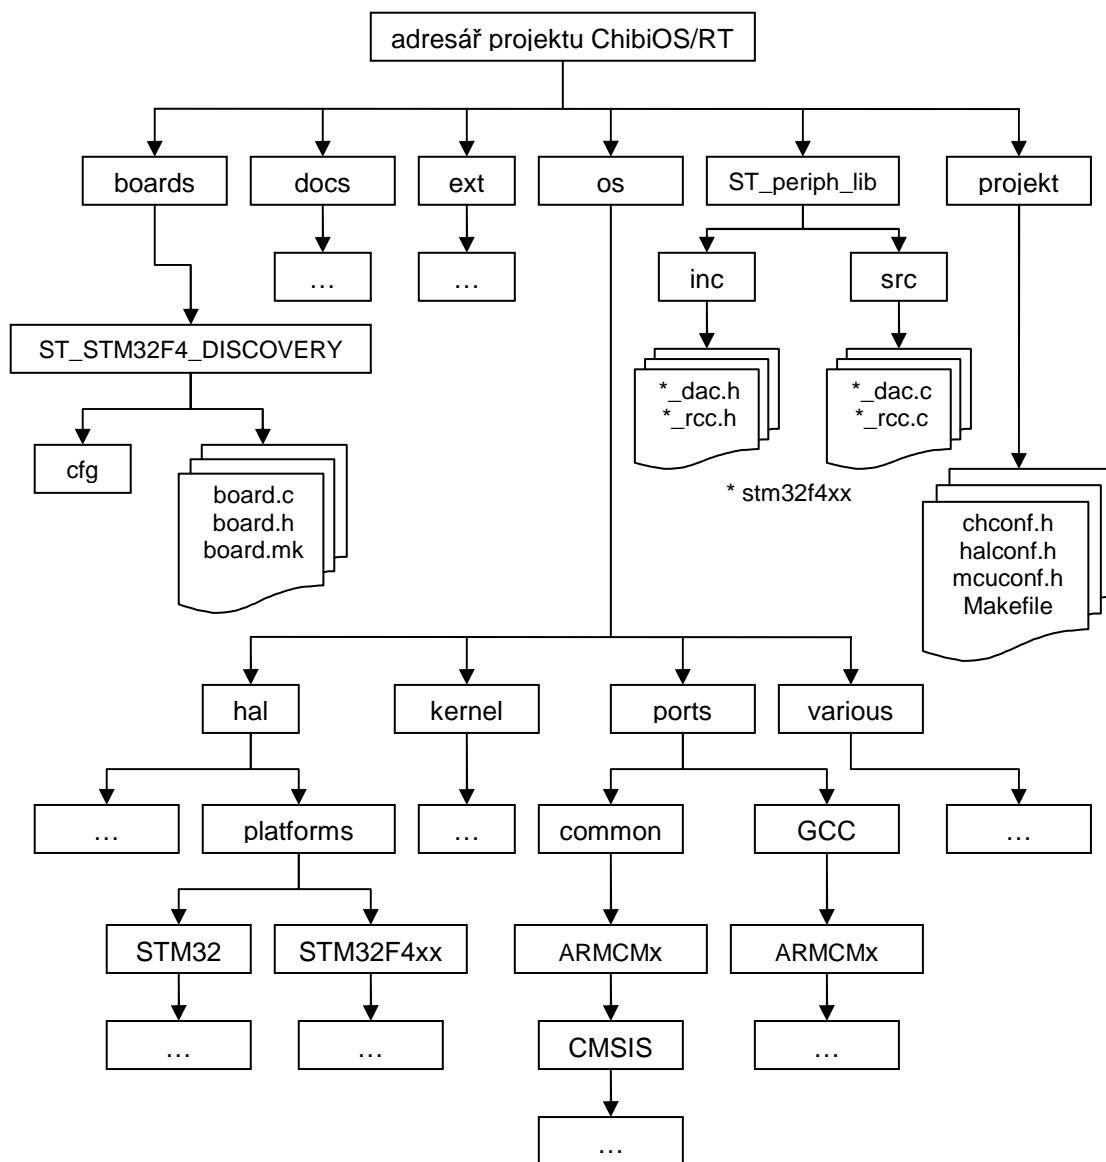 adresář projektu ChibiOS/RT
boards
docs
ext
os
ST_periph_lib
projekt
…
…
inc
src
ST_STM32F4_DISCOVERY
*_dac.h
*_rcc.h
*_dac.c
*_rcc.c
cfg
board.c
board.h
board.mk
* stm32f4xx
chconf.h
halconf.h
mcuconf.h
Makefile
hal
kernel
ports
various
…
platforms
…
common
GCC
…
STM32
STM32F4xx
ARMCMx
ARMCMx
…
…
CMSIS
…
…